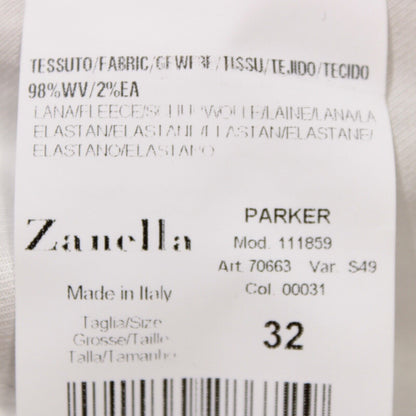 TESSUTO/FABRIC/GEWEBE/TISSU/TEJIDO/TECIDO
98%WV/2%EA
LANA/FLEECE/SCHURWOLLE/LAINE/LANA/LA
ELASTAN/ELASTANE/ELASTAN/ELASTANE/
ELASTANO/ELASTANO
Zanella
PARKER
Mod. 111859
Art. 70663 Var. S49
Col. 00031
Made in Italy
Taglia/Size
Grosse/Taille
Talla/Tamanho
32